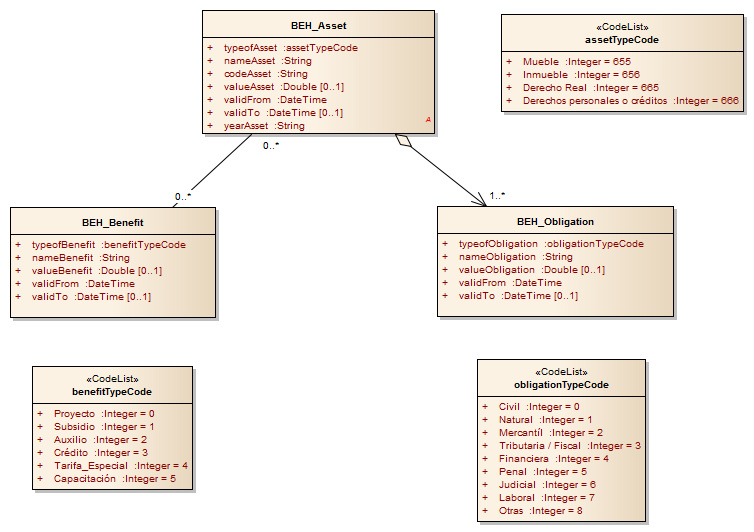 BEH_Asset
+ typeofAsset :assetTypeCode
+ nameAsset :String
+ codeAsset :String
+ valueAsset :Double [0..1]
+ validFrom :DateTime
+ validTo :DateTime [0..1]
+ yearAsset :String
A
«CodeList»
assetTypeCode
+ Mueble :Integer = 655
+ Inmueble :Integer = 656
+ Derecho Real :Integer = 665
+ Derechos personales o créditos :Integer = 666
0..*
0..*
1..*
BEH_Benefit
+ typeofBenefit :benefitTypeCode
+ nameBenefit :String
+ valueBenefit :Double [0..1]
+ validFrom :DateTime
+ validTo :DateTime [0..1]
BEH_Obligation
+ typeofObligation :obligationTypeCode
+ nameObligation :String
+ valueObligation :Double [0..1]
+ validFrom :DateTime
+ validTo :DateTime [0..1]
«CodeList»
benefitTypeCode
+ Proyecto :Integer = 0
+ Subsidio :Integer = 1
+ Auxilio :Integer = 2
+ Crédito :Integer = 3
+ Tarifa_Especial :Integer = 4
+ Capacitación :Integer = 5
«CodeList»
obligationTypeCode
+ Civil :Integer = 0
+ Natural :Integer = 1
+ Mercantíl :Integer = 2
+ Tributaria / Fiscal :Integer = 3
+ Financiera :Integer = 4
+ Penal :Integer = 5
+ Judicial :Integer = 6
+ Laboral :Integer = 7
+ Otras :Integer = 8